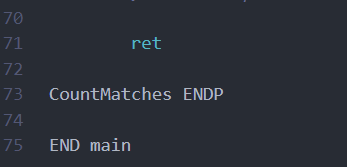 70
71 ret
72
73 CountMatches ENDP
74
75 END main